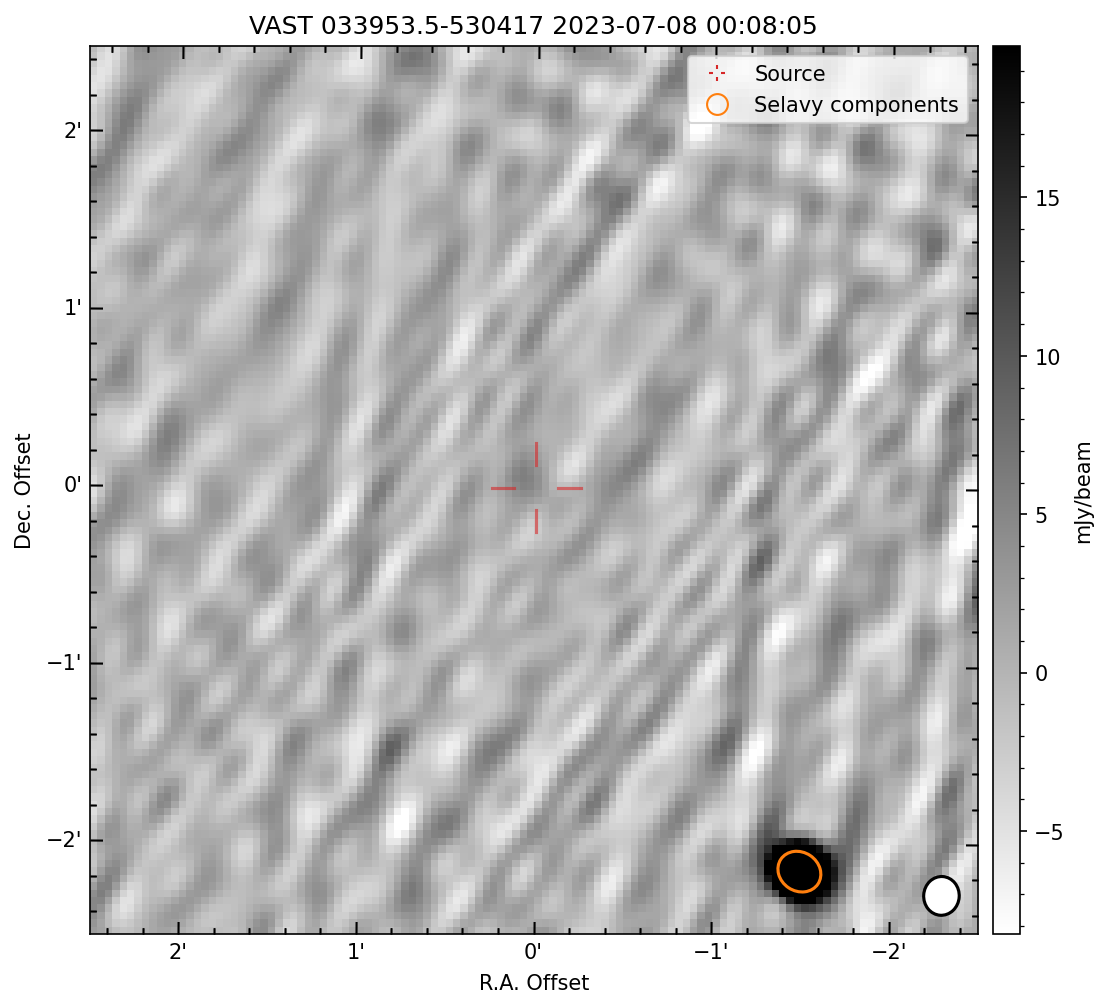 VAST 033953.5-530417 2023-07-08 00:08:05
Source
Selavy components
2'
1'
0'
−1'
−2'
Dec. Offset
2'
1'
0'
−1'
−2'
R.A. Offset
15
10
5
0
−5
mJy/beam